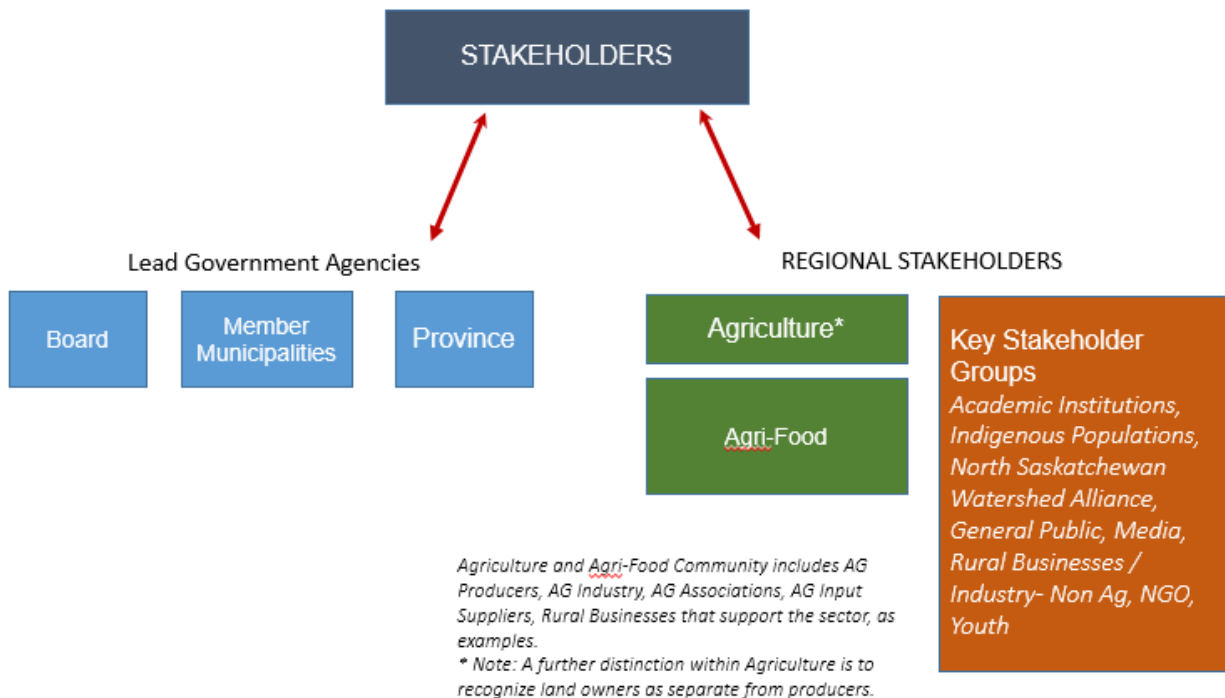 STAKEHOLDERS
Lead Government Agencies
Board
Member
Municipalities
Province
REGIONAL STAKEHOLDERS
Agriculture*
Agri-Food
Key Stakeholder
Groups
Academic Institutions,
Indigenous Populations,
North Saskatchewan
Watershed Alliance,
General Public, Media,
Rural Businesses /
Industry- Non Ag, NGO,
Youth
Agriculture and Agri-Food Community includes AG
Producers, AG Industry, AG Associations, AG Input
Suppliers, Rural Businesses that support the sector, as
examples.
* Note: A further distinction within Agriculture is to
recognize land owners as separate from producers.